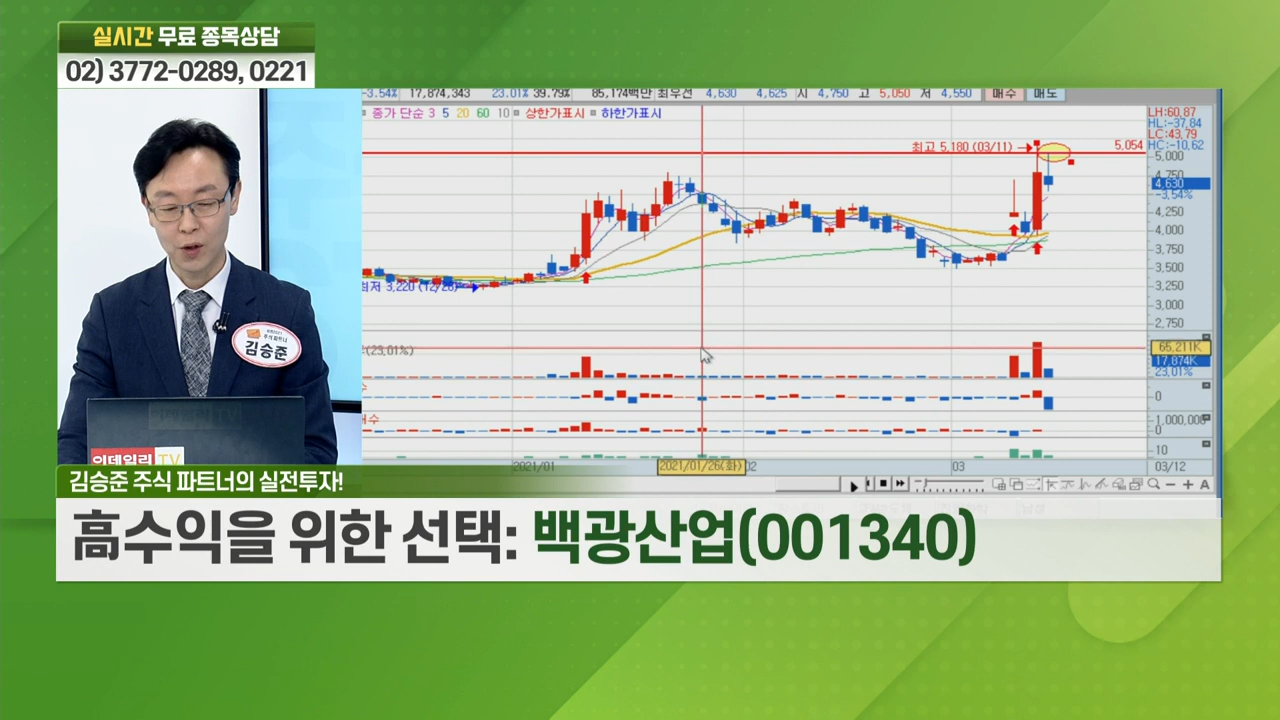 실시간 무료 종목상담
02) 3772-0289, 0221
-3.54% 17,874,343 23.01% 39.79% 85,174백만 최우선 4,630 4,625 시 4,750 고 5,050 저 4,550 매수 매도
종가 단순 3 5 20 60 10 상한가표시 하한가표시
LH:60,87
HL:-37,84
LC:43,79
HC:-10,62
최고 5,180 (03/11)
5,054
5,000
4,750
4,630
-3,54%
4,250
4,000
3,750
3,500
3,250
3,000
2,750
최저 3,220 (12/28)
(23,01%)
65,211K
17,874K
23,01%
0
1,000,000
0
10
2021/01
2021/01/26(화)
02
03
03/12
주식 파트너
김승준
이데일리 TV
김승준 주식 파트너의 실전투자!
高수익을 위한 선택: 백광산업(001340)